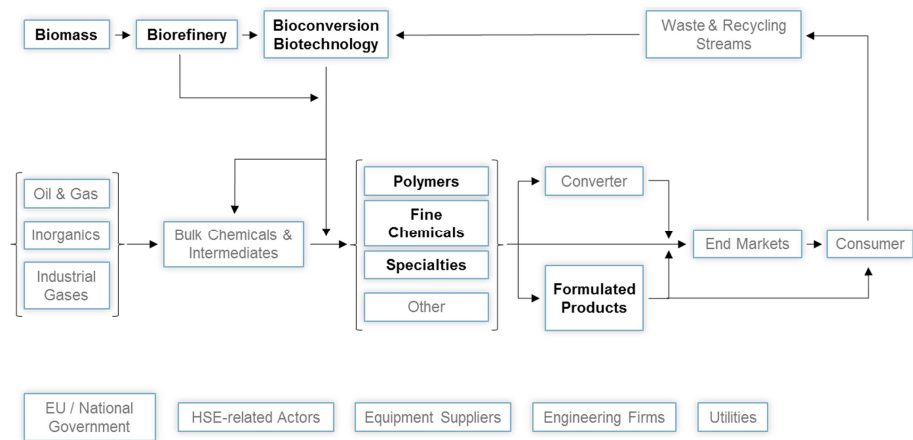 Biomass
Biorefinery
Bioconversion
Biotechnology
Waste & Recycling
Streams
Oil & Gas
Inorganics
Industrial
Gases
Bulk Chemicals &
Intermediates
Polymers
Fine
Chemicals
Specialties
Other
Converter
Formulated
Products
End Markets
Consumer
EU / National
Government
HSE-related Actors
Equipment Suppliers
Engineering Firms
Utilities